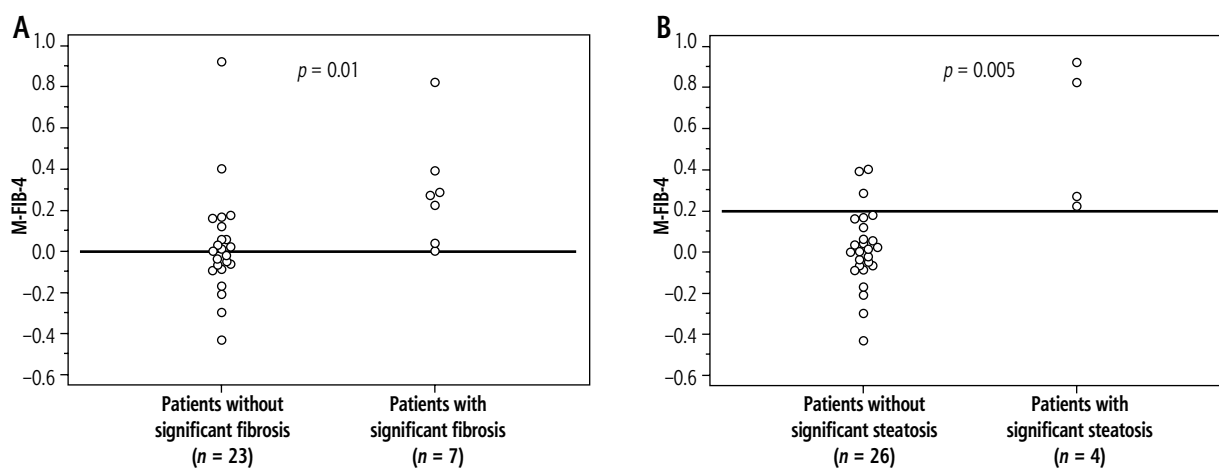 A
1.0
0.8
0.6
0.4
0.2
0.0
−0.2
−0.4
−0.6
M-FIB-4
p = 0.01
Patients without
significant fibrosis
(n = 23)
Patients with
significant fibrosis
(n = 7)
B
1.0
0.8
0.6
0.4
0.2
0.0
−0.2
−0.4
−0.6
M-FIB-4
p = 0.005
Patients without
significant steatosis
(n = 26)
Patients with
significant steatosis
(n = 4)